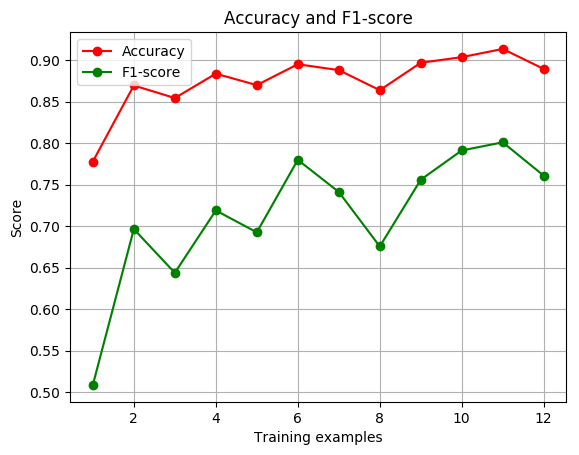 Accuracy and F1-score
Accuracy
F1-score
Score
0.90
0.85
0.80
0.75
0.70
0.65
0.60
0.55
0.50
2 4 6 8 10 12
Training examples